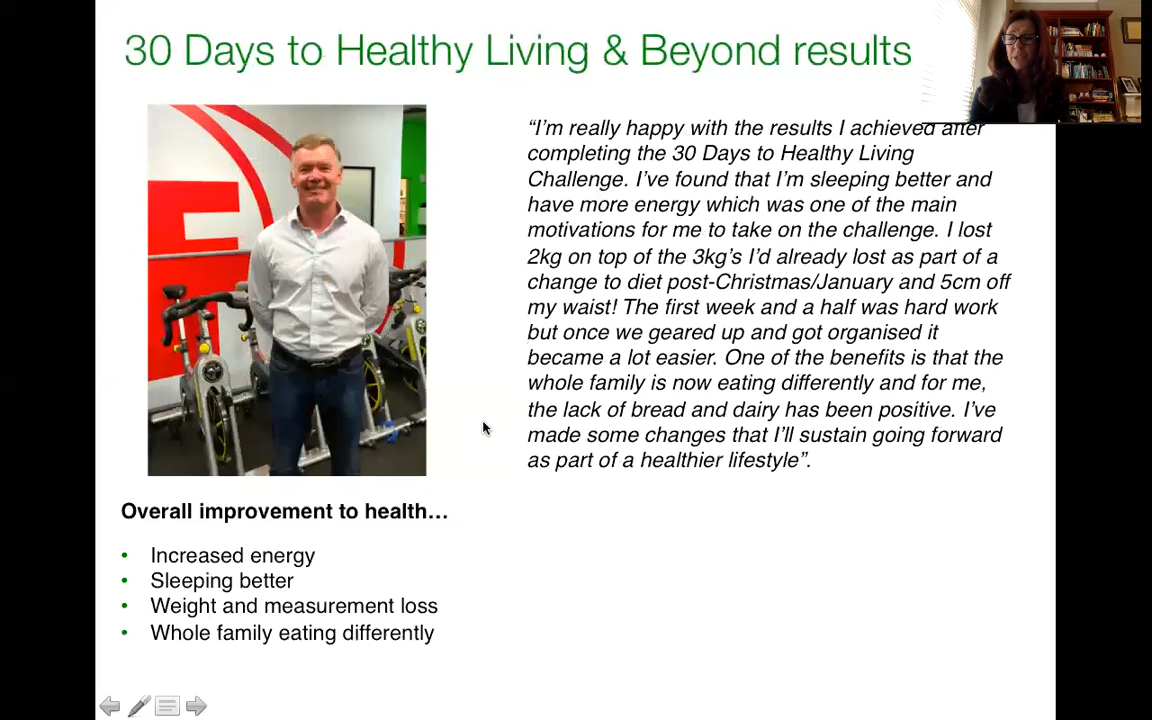 30 Days to Healthy Living & Beyond results
“I’m really happy with the results I achieved after
completing the 30 Days to Healthy Living
Challenge. I’ve found that I’m sleeping better and
have more energy which was one of the main
motivations for me to take on the challenge. I lost
2kg on top of the 3kg’s I’d already lost as part of a
change to diet post-Christmas/January and 5cm off
my waist! The first week and a half was hard work
but once we geared up and got organised it
became a lot easier. One of the benefits is that the
whole family is now eating differently and for me,
the lack of bread and dairy has been positive. I’ve
made some changes that I’ll sustain going forward
as part of a healthier lifestyle”.
Overall improvement to health…
• Increased energy
• Sleeping better
• Weight and measurement loss
• Whole family eating differently